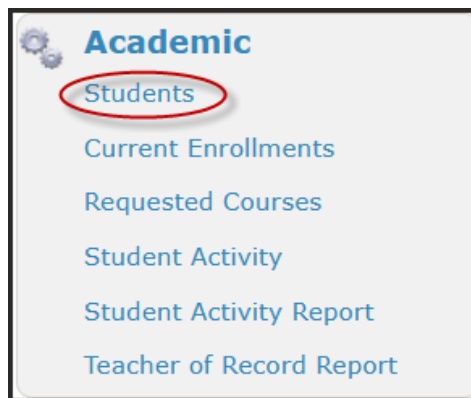 Academic
Students
Current Enrollments
Requested Courses
Student Activity
Student Activity Report
Teacher of Record Report